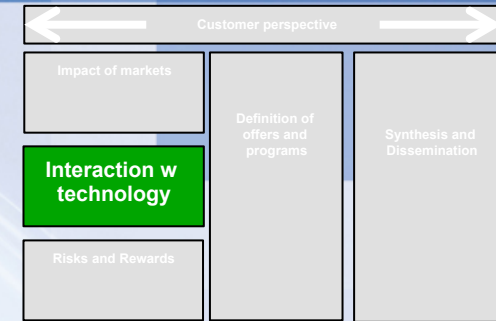 Customer perspective
Impact of markets
Interaction w
technology
Risks and Rewards
Definition of
offers and
programs
Synthesis and
Dissemination